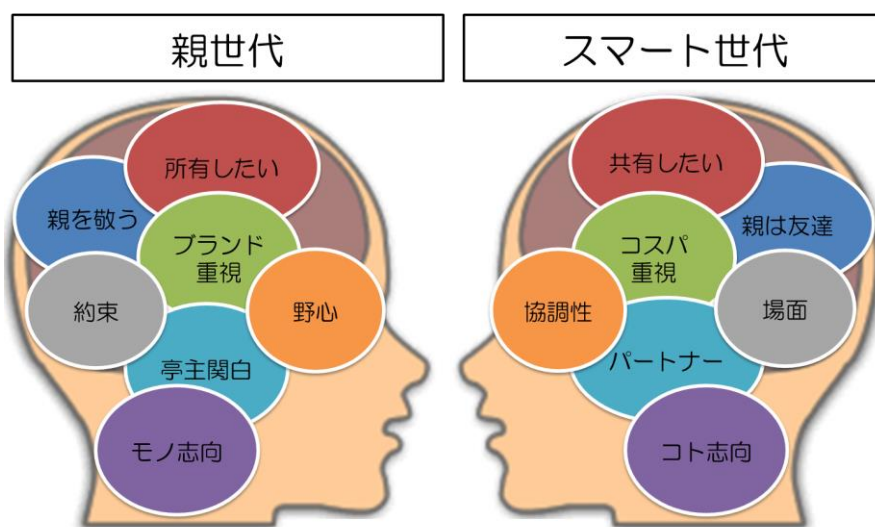 親世代
所有したい
親を敬う
ブランド
重視
約束
野心
亭主関白
モノ志向
スマート世代
共有したい
親は友達
コスパ
重視
協調性
場面
パートナー
コト志向